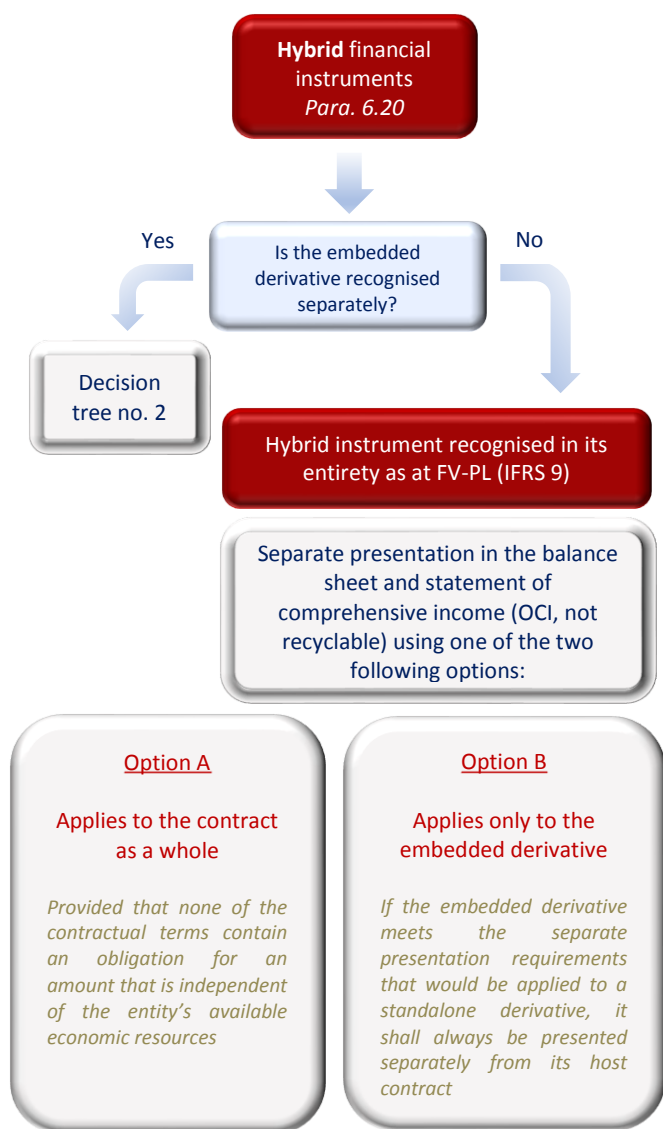 Hybrid financial
instruments
Para. 6.20
Yes
No
Is the embedded
derivative recognised
separately?
Decision
tree no. 2
Hybrid instrument recognised in its
entirety as at FV-PL (IFRS 9)
Separate presentation in the balance
sheet and statement of
comprehensive income (OCI, not
recyclable) using one of the two
following options:
Option A
Applies to the contract
as a whole
Provided that none of the
contractual terms contain
an obligation for an
amount that is independent
of the entity’s available
economic resources
Option B
Applies only to the
embedded derivative
If the embedded derivative
meets the separate
presentation requirements
that would be applied to a
standalone derivative, it
shall always be presented
separately from its host
contract